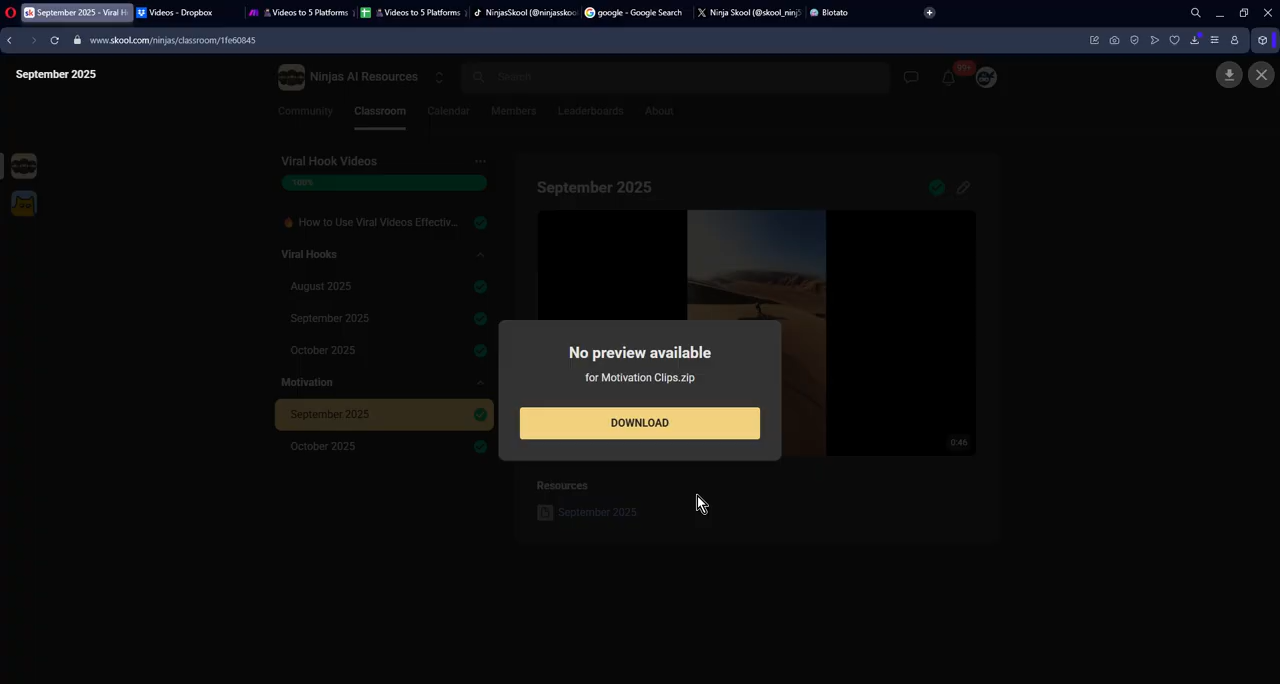 September 2025 - Viral H
Videos - Dropbox
Videos to 5 Platforms
Videos to 5 Platforms
NinjasSkool (@ninjassko
google - Google Search
Ninja Skool (@skool_ninj
Blotato
www.skool.com/ninjas/classroom/1fe60845
September 2025
Ninjas AI Resources
Search
99+
Community
Classroom
Calendar
Members
Leaderboards
About
Viral Hook Videos
100%
How to Use Viral Videos Effectiv...
Viral Hooks
August 2025
September 2025
October 2025
Motivation
September 2025
October 2025
September 2025
No preview available
for Motivation Clips.zip
DOWNLOAD
0:46
Resources
September 2025